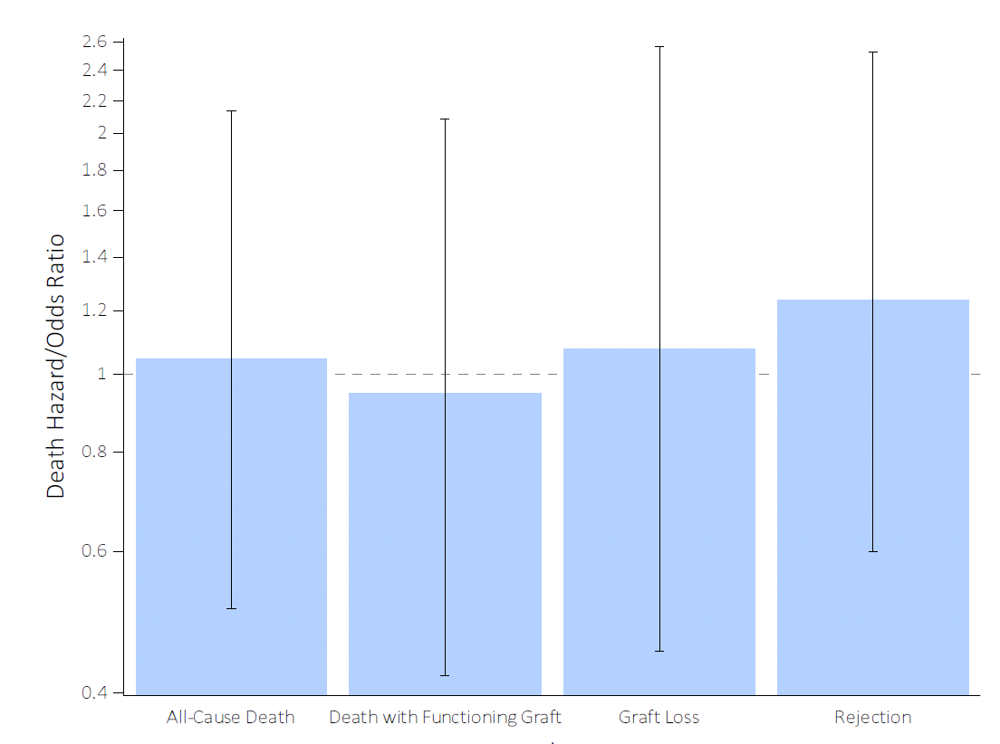 2.6
2.4
2.2
2
1.8
1.6
1.4
1.2
1
0.8
0.6
0.4
Death Hazard/Odds Ratio
All-Cause Death
Death with Functioning Graft
Graft Loss
Rejection